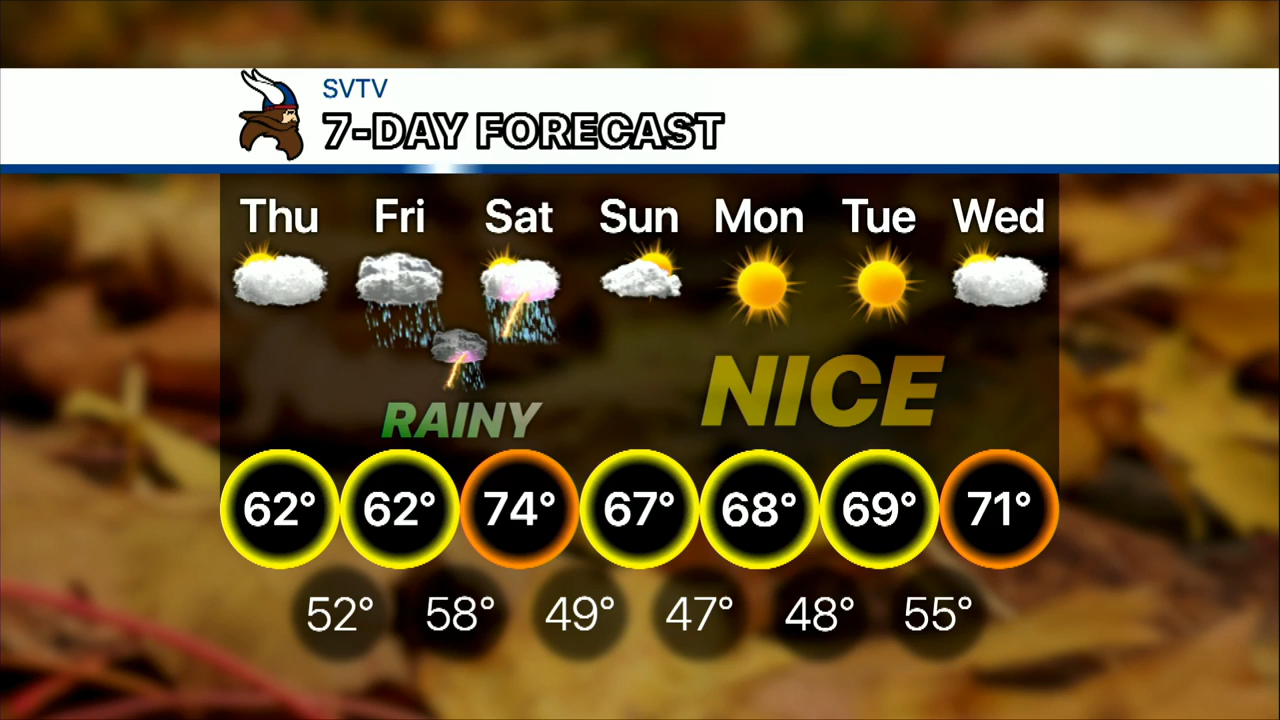 SVTV
7-DAY FORECAST
Thu Fri Sat Sun Mon Tue Wed
NICE
RAINY
62° 62° 74° 67° 68° 69° 71°
52° 58° 49° 47° 48° 55°